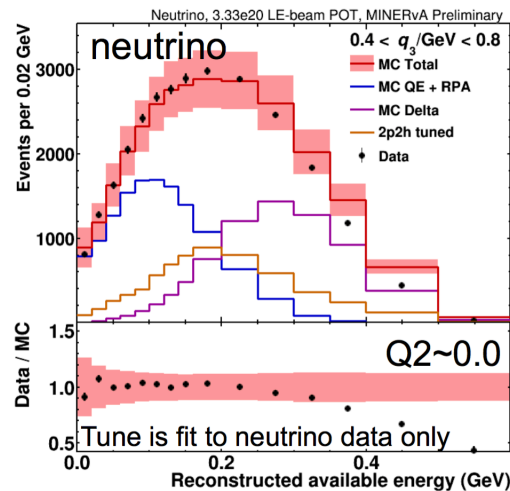 Neutrino, 3.33e20 LE-beam POT, MINERvA Preliminary
neutrino
0.4 < q3/GeV < 0.8
MC Total
MC QE + RPA
MC Delta
2p2h tuned
Data
Events per 0.02 GeV
3000
2000
1000
Data / MC
1.5
1.0
0.5
Q2~0.0
Tune is fit to neutrino data only
0.0 0.2 0.4
Reconstructed available energy (GeV)